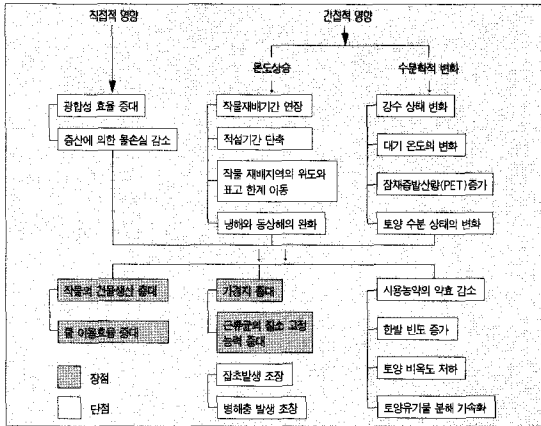 직접적 영향
간접적 영향
온도상승
수문학적 변화
광합성 효율 증대
증산에 의한 물손실 감소
작물재배기간 연장
적설기간 단축
작물 재배지역의 위도와
표고 한계 이동
냉해와 동상해의 완화
강수 상태 변화
대기 온도의 변화
잠재증발산량(PET)증가
토양 수분 상태의 변화
작물의 건물생산 증대
물 이용효율 증대
가경지 증대
근류균의 질소 고정
능력 증대
잡초발생 조장
병해충 발생 조장
시용농약의 약효 감소
한발 빈도 증가
토양 비옥도 저하
토양유기물 분해 가속화
장점
단점